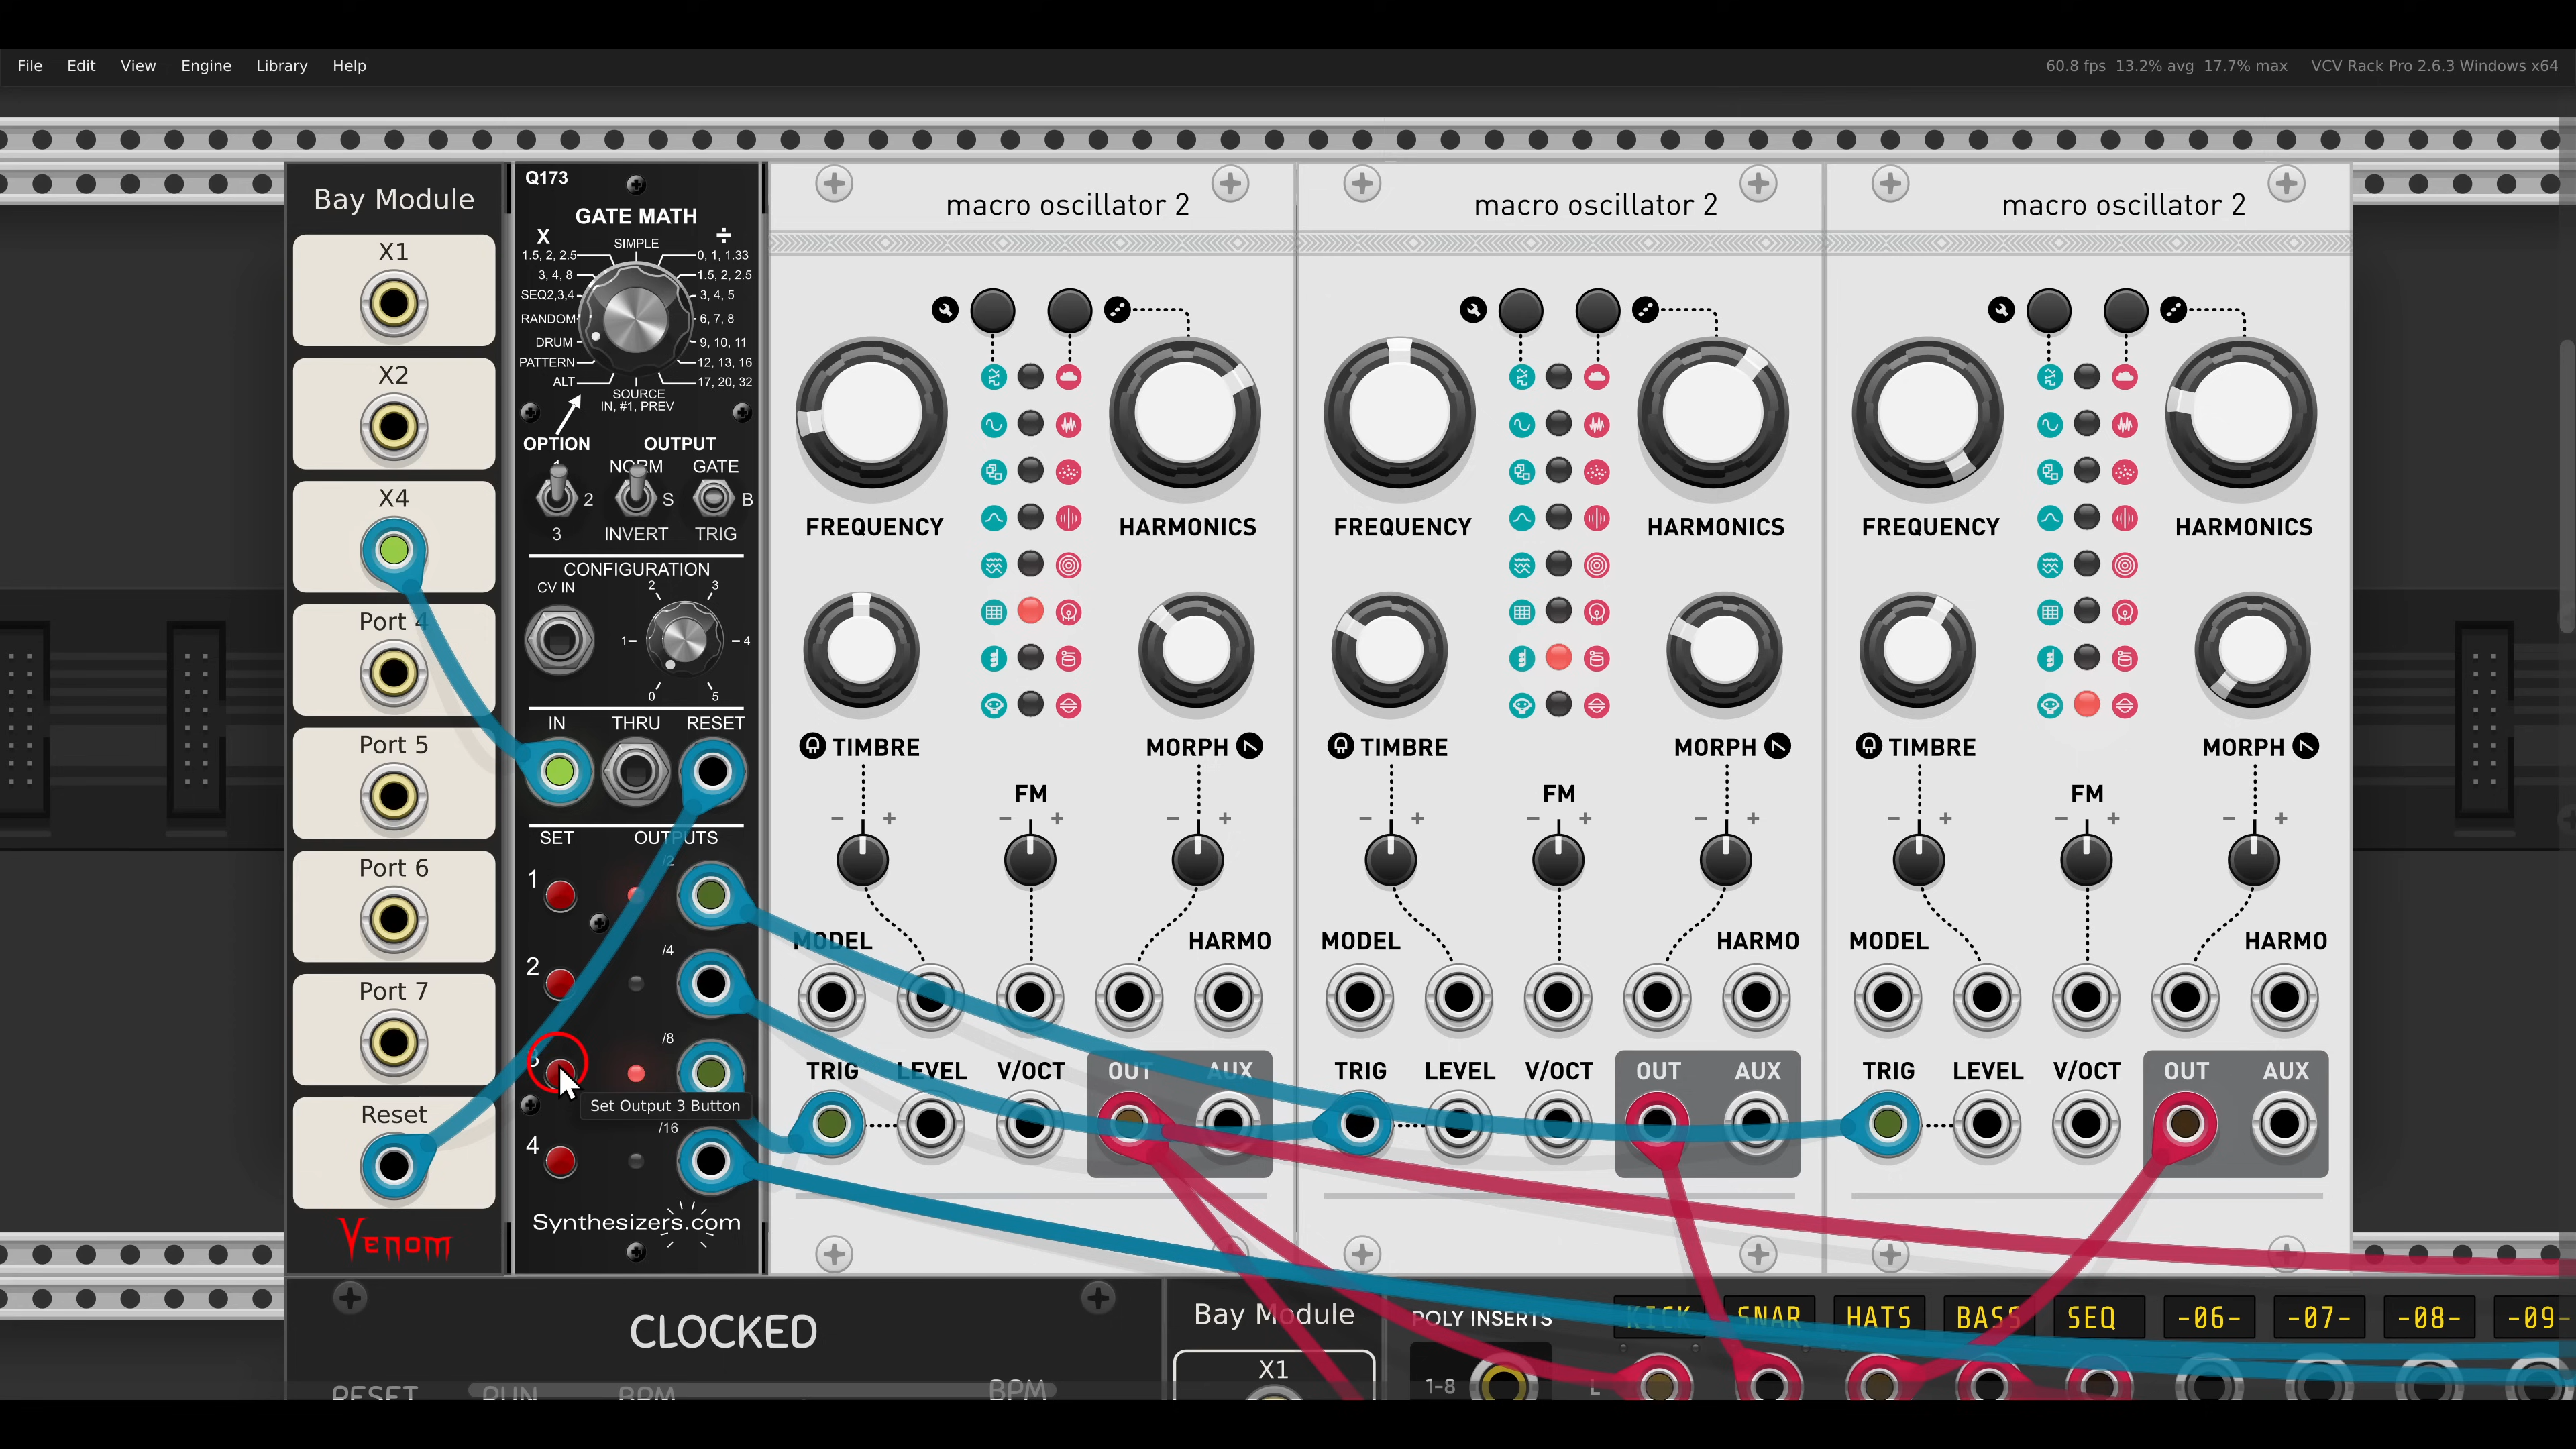 File Edit View Engine Library Help
60.8 fps 13.2% avg 17.7% max VCV Rack Pro 2.6.3 Windows x64
Bay Module
X1
X2
X4
Port 4
Port 5
Port 6
Port 7
Reset
VENOM
Q173
GATE MATH
X ÷
SIMPLE
1.5, 2, 2.5 0, 1, 1.33
3, 4, 8 1.5, 2, 2.5
SEQ2,3,4 3, 4, 5
RANDOM 6, 7, 8
DRUM 9, 10, 11
PATTERN 12, 13, 16
ALT 17, 20, 32
SOURCE
IN, #1, PREV
OPTION OUTPUT
NORM GATE
2 S B
3 INVERT TRIG
CONFIGURATION
CV IN
2 3
1 4
0 5
IN THRU RESET
SET OUTPUTS
1 /2
2 /4
3 /8
Set Output 3 Button
4 /16
Synthesizers.com
macro oscillator 2
FREQUENCY HARMONICS
TIMBRE MORPH
FM
− + − + − +
MODEL HARMO
TRIG LEVEL V/OCT OUT AUX
macro oscillator 2
FREQUENCY HARMONICS
TIMBRE MORPH
FM
− + − + − +
MODEL HARMO
TRIG LEVEL V/OCT OUT AUX
macro oscillator 2
FREQUENCY HARMONICS
TIMBRE MORPH
FM
− + − + − +
MODEL HARMO
TRIG LEVEL V/OCT OUT AUX
CLOCKED
RESET RUN BPM BPM
Bay Module
X1
POLY INSERTS
1-8 L
KICK SNAR HATS BASS SEQ -06- -07- -08- -09-